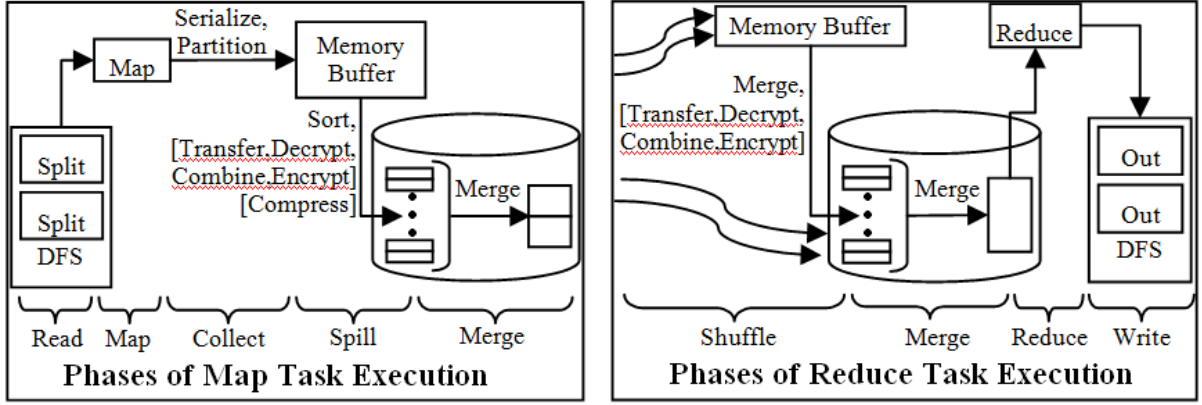 Serialize,
Partition
Map
Memory
Buffer
Sort,
[Transfer,Decrypt,
Combine,Encrypt]
[Compress]
Split
Split
DFS
Merge
Read Map Collect Spill Merge
Phases of Map Task Execution
Memory Buffer
Reduce
Merge,
[Transfer,Decrypt,
Combine,Encrypt]
Merge
Out
Out
DFS
Shuffle Merge Reduce Write
Phases of Reduce Task Execution